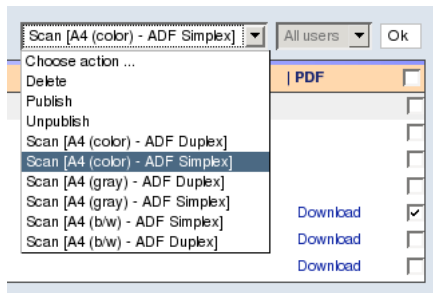 Scan [A4 (color) - ADF Simplex] All users Ok
Choose action ...
| PDF
Delete
Publish
Unpublish
Scan [A4 (color) - ADF Duplex]
Scan [A4 (color) - ADF Simplex]
Scan [A4 (gray) - ADF Duplex]
Scan [A4 (gray) - ADF Simplex]
Scan [A4 (b/w) - ADF Simplex]
Scan [A4 (b/w) - ADF Duplex]
Download
Download
Download